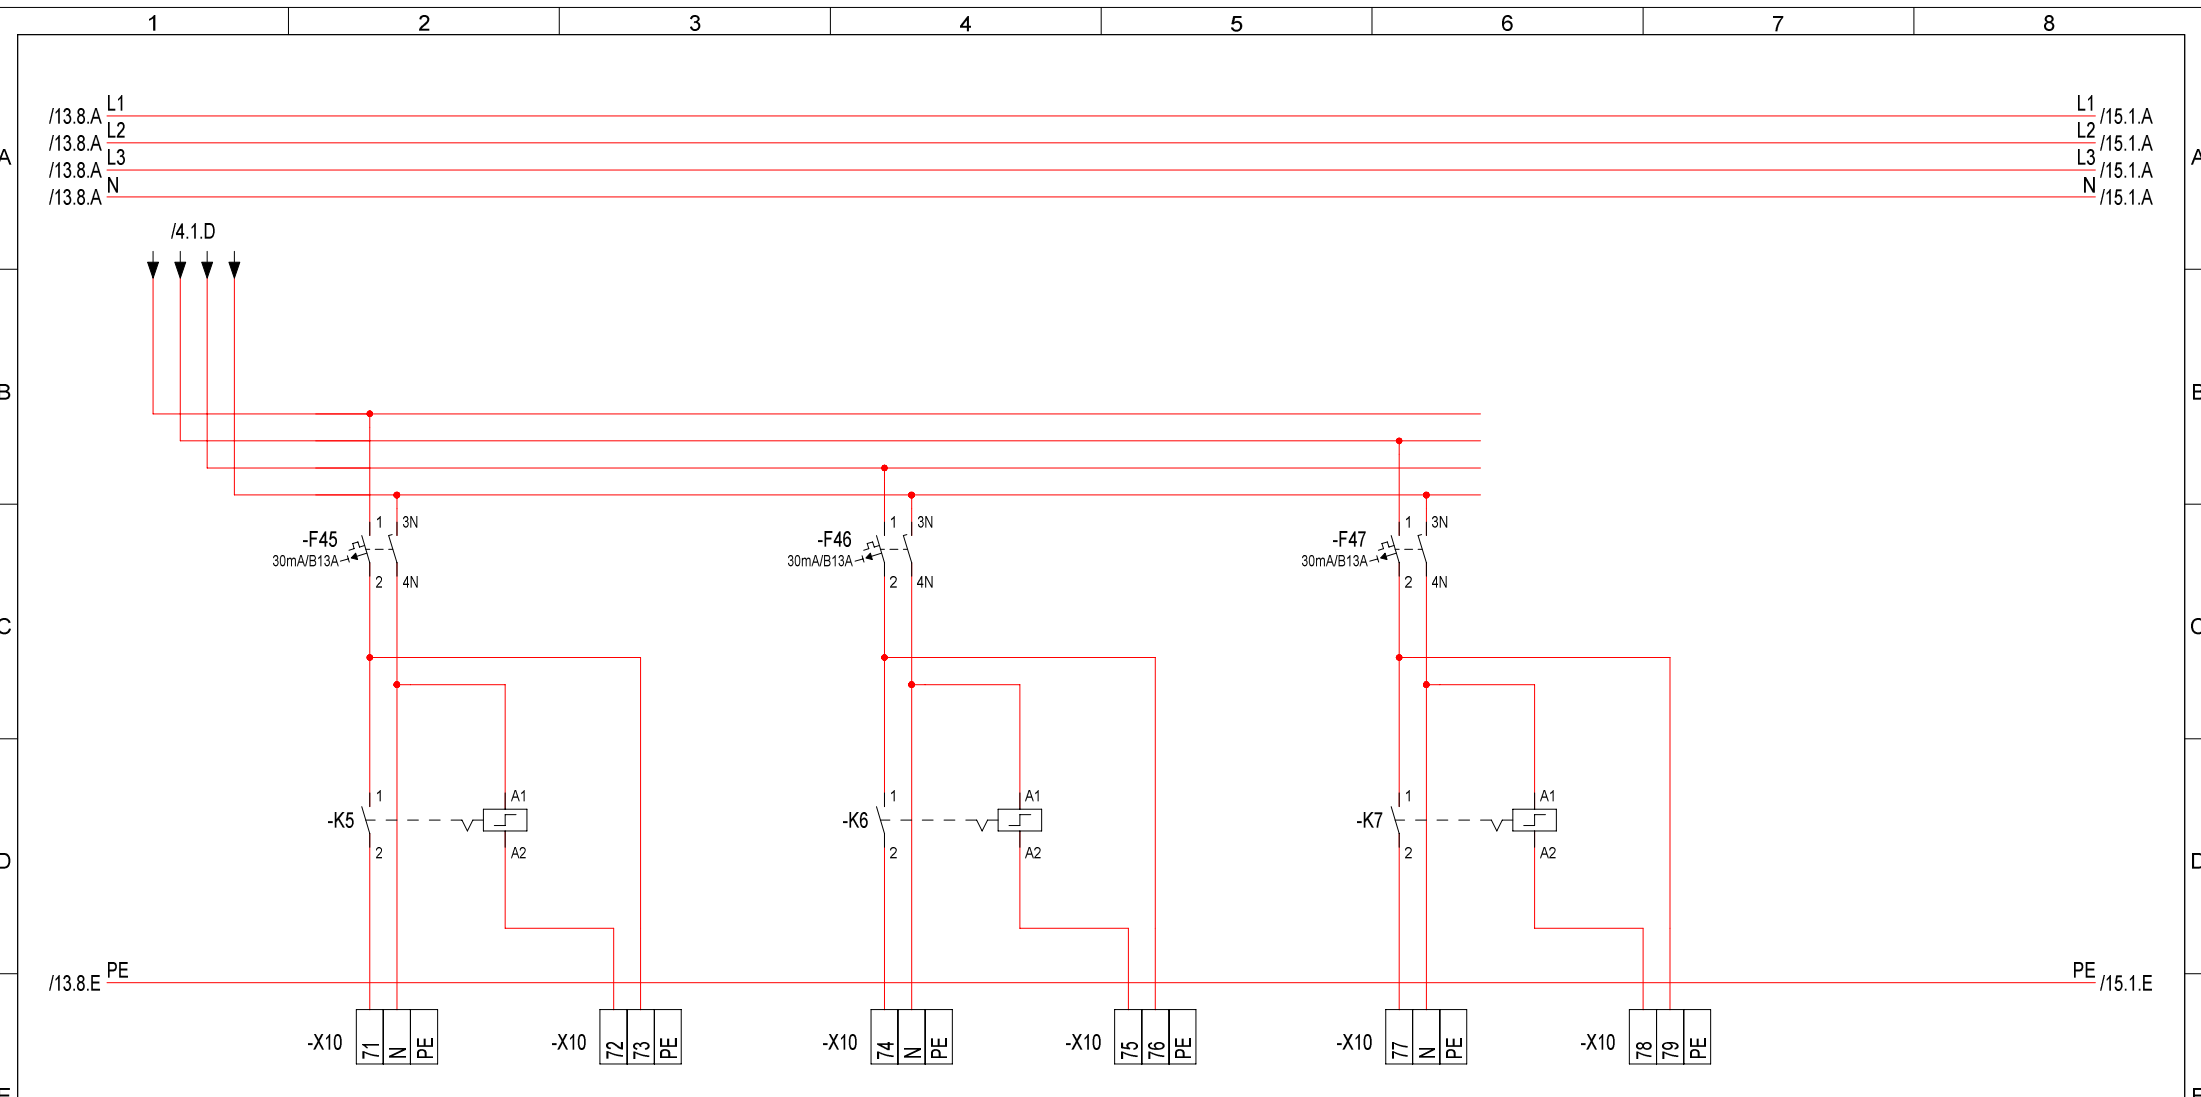 1 2 3 4 5 6 7 8
L1 L1
/13.8.A /15.1.A
L2 L2
/13.8.A /15.1.A
A A
L3 L3
/13.8.A /15.1.A
N N
/13.8.A /15.1.A
/4.1.D
B B
1 3N 1 3N 1 3N
-F45 -F46 -F47
30mA/B13A 30mA/B13A 30mA/B13A
2 4N 2 4N 2 4N
C C
1 A1 1 A1 1 A1
-K5 -K6 -K7
2 A2 2 A2 2 A2
D D
PE PE
/13.8.E /15.1.E
-X10 71 N PE -X10 72 73 PE -X10 74 N PE -X10 75 76 PE -X10 77 N PE -X10 78 79 PE
E E